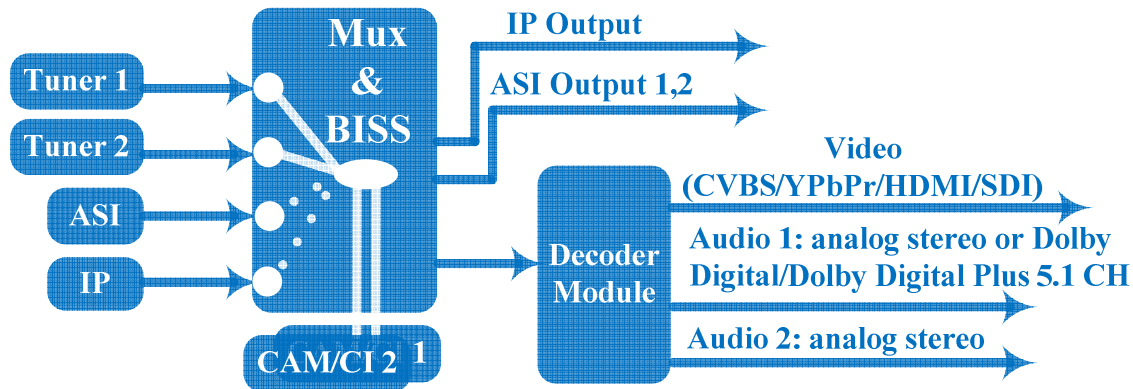 Tuner 1
Tuner 2
ASI
IP
Mux
&
BISS
CAM/CI 2
1
IP Output
ASI Output 1,2
Decoder
Module
Video
(CVBS/YPbPr/HDMI/SDI)
Audio 1: analog stereo or Dolby
Digital/Dolby Digital Plus 5.1 CH
Audio 2: analog stereo